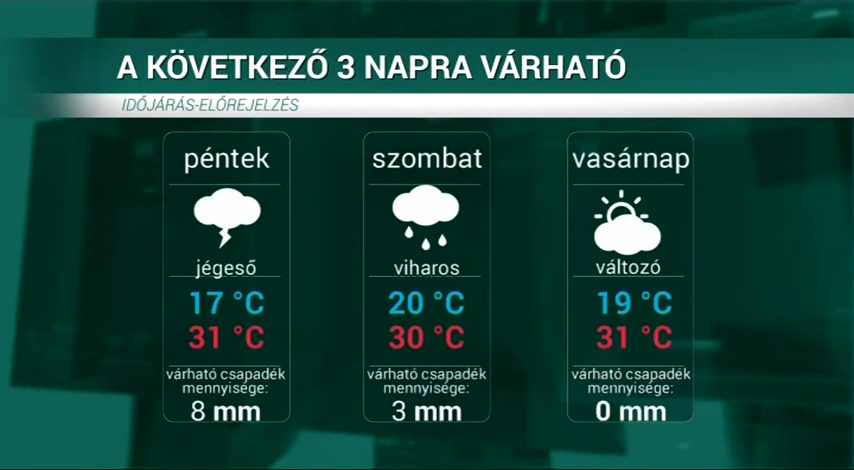 A KÖVETKEZŐ 3 NAPRA VÁRHATÓ
IDŐJÁRÁS-ELŐREJELZÉS
péntek
jégeső
17 °C
31 °C
várható csapadék
mennyisége:
8 mm
szombat
viharos
20 °C
30 °C
várható csapadék
mennyisége:
3 mm
vasárnap
változó
19 °C
31 °C
várható csapadék
mennyisége:
0 mm